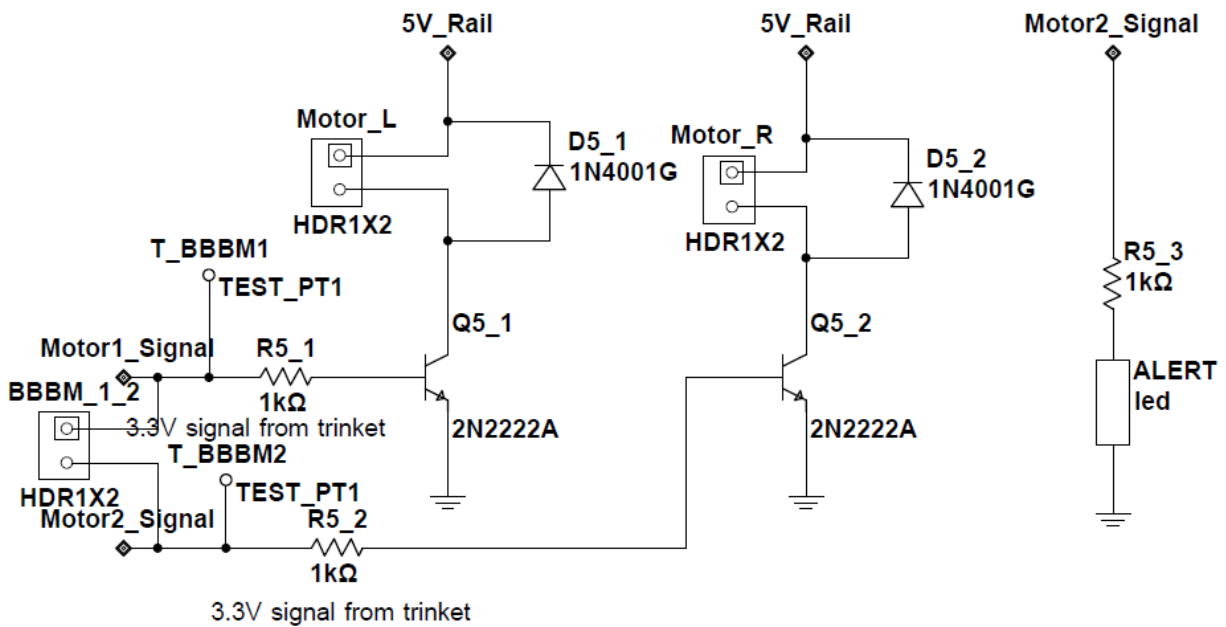 5V_Rail
5V_Rail
Motor2_Signal
Motor_L
HDR1X2
D5_1
1N4001G
Motor_R
HDR1X2
D5_2
1N4001G
T_BBBM1
TEST_PT1
R5_3
1kΩ
Q5_1
2N2222A
Q5_2
2N2222A
ALERT
led
Motor1_Signal
R5_1
1kΩ
BBBM_1_2
3.3V signal from trinket
HDR1X2
T_BBBM2
TEST_PT1
Motor2_Signal
R5_2
1kΩ
3.3V signal from trinket